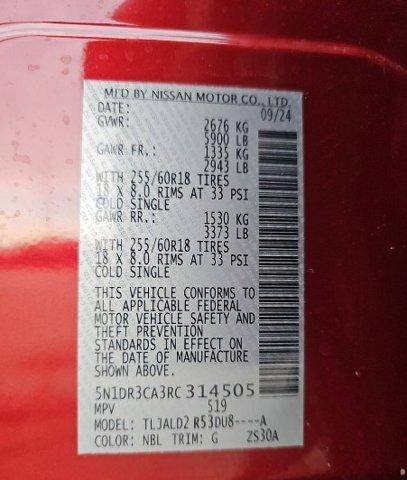 MFD BY NISSAN MOTOR CO., LTD.
DATE: 09/24
GVWR: 2676 KG
5900 LB
GAWR FR.: 1335 KG
2943 LB
WITH 255/60R18 TIRES
18 X 8.0 RIMS AT 33 PSI
COLD SINGLE
GAWR RR.: 1530 KG
3373 LB
WITH 255/60R18 TIRES
18 X 8.0 RIMS AT 33 PSI
COLD SINGLE
THIS VEHICLE CONFORMS TO
ALL APPLICABLE FEDERAL
MOTOR VEHICLE SAFETY AND
THEFT PREVENTION
STANDARDS IN EFFECT ON
THE DATE OF MANUFACTURE
SHOWN ABOVE.
5N1DR3CA3RC314505
MPV 519
MODEL: TLJALD2 R53DU8----A
COLOR: NBL TRIM: G ZS30A